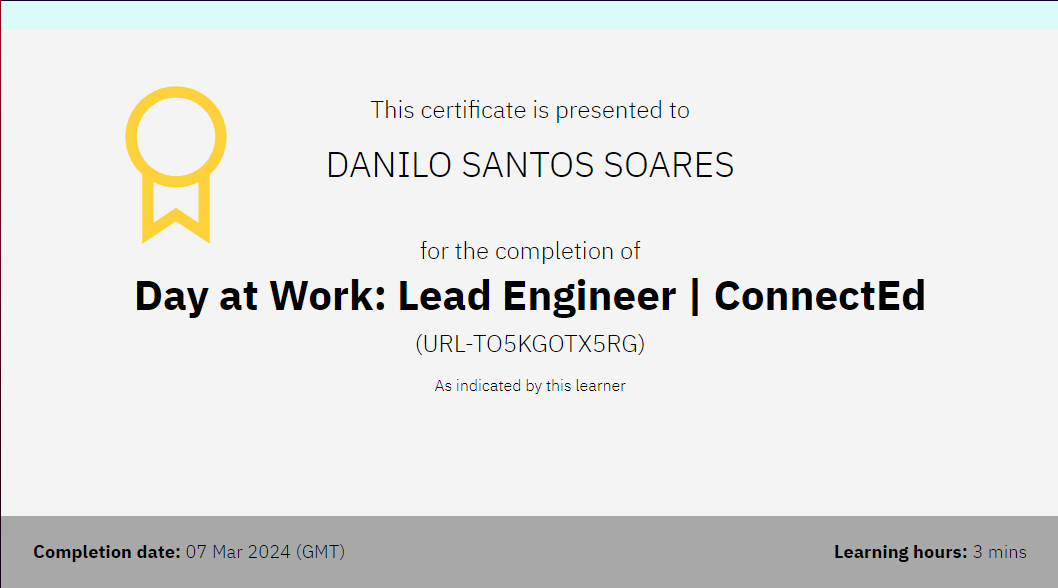 This certificate is presented to
DANILO SANTOS SOARES
for the completion of
Day at Work: Lead Engineer | ConnectEd
(URL-TO5KGOTX5RG)
As indicated by this learner
Completion date: 07 Mar 2024 (GMT)
Learning hours: 3 mins